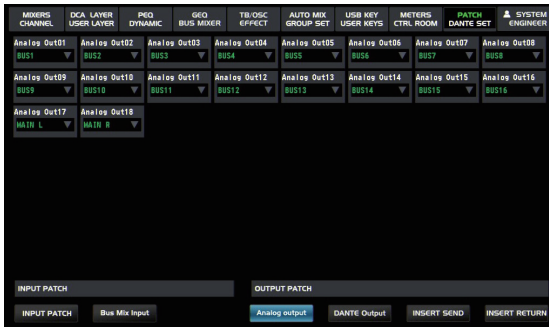 MIXERS DCA LAYER PEQ GEQ TB/OSC AUTO MIX USB KEY METERS PATCH SYSTEM
CHANNEL USER LAYER DYNAMIC BUS MIXER EFFECT GROUP SET USER KEYS CTRL ROOM DANTE SET ENGINEER
Analog Out01 Analog Out02 Analog Out03 Analog Out04 Analog Out05 Analog Out06 Analog Out07 Analog Out08
BUS1 BUS2 BUS3 BUS4 BUS5 BUS6 BUS7 BUS8
Analog Out09 Analog Out10 Analog Out11 Analog Out12 Analog Out13 Analog Out14 Analog Out15 Analog Out16
BUS9 BUS10 BUS11 BUS12 BUS13 BUS14 BUS15 BUS16
Analog Out17 Analog Out18
MAIN L MAIN R
INPUT PATCH OUTPUT PATCH
INPUT PATCH Bus Mix Input Analog output DANTE Output INSERT SEND INSERT RETURN